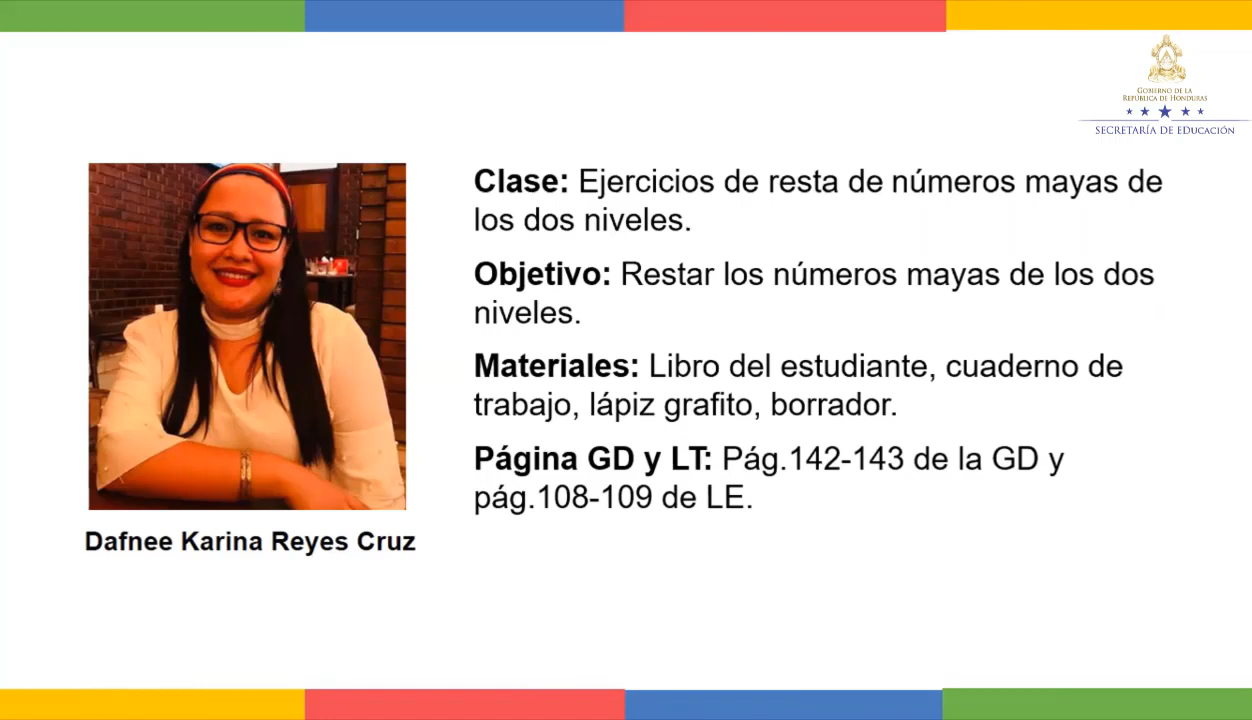 GOBIERNO DE LA
REPÚBLICA DE HONDURAS
SECRETARÍA DE EDUCACIÓN
Clase: Ejercicios de resta de números mayas de
los dos niveles.
Objetivo: Restar los números mayas de los dos
niveles.
Materiales: Libro del estudiante, cuaderno de
trabajo, lápiz grafito, borrador.
Página GD y LT: Pág.142-143 de la GD y
pág.108-109 de LE.
Dafnee Karina Reyes Cruz